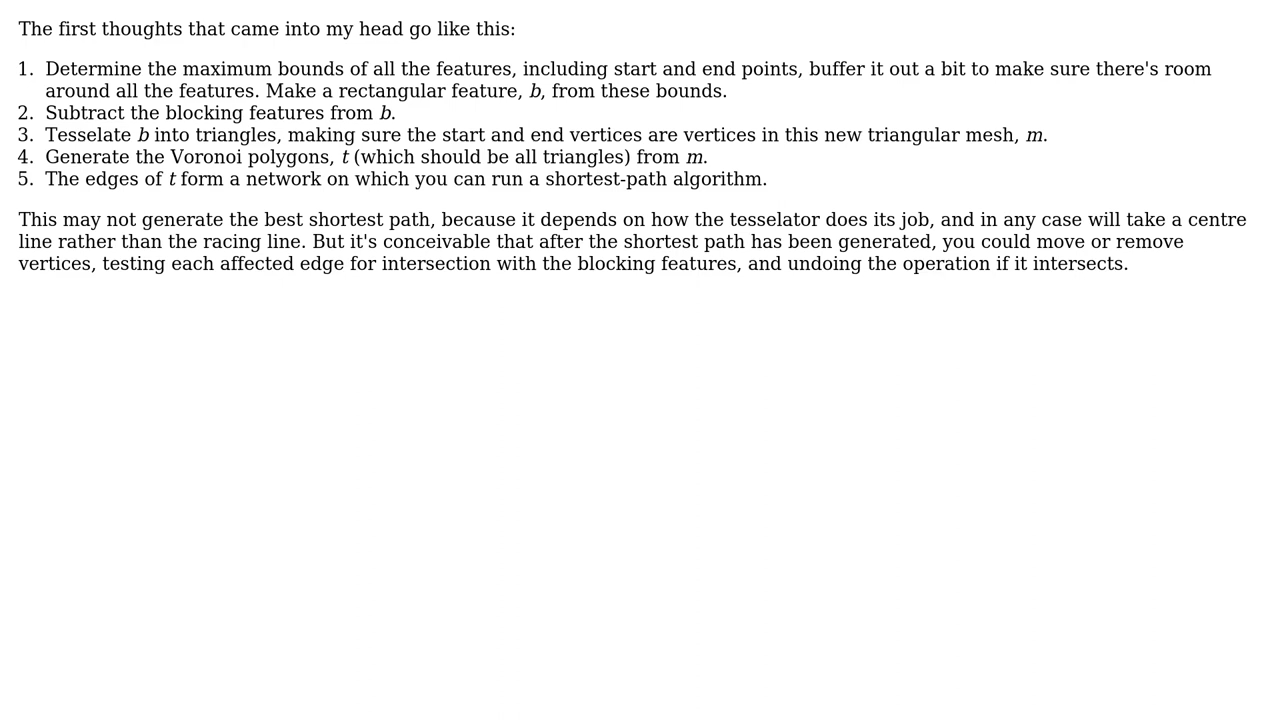 The first thoughts that came into my head go like this:
1. Determine the maximum bounds of all the features, including start and end points, buffer it out a bit to make sure there's room
around all the features. Make a rectangular feature, b, from these bounds.
2. Subtract the blocking features from b.
3. Tesselate b into triangles, making sure the start and end vertices are vertices in this new triangular mesh, m.
4. Generate the Voronoi polygons, t (which should be all triangles) from m.
5. The edges of t form a network on which you can run a shortest-path algorithm.
This may not generate the best shortest path, because it depends on how the tesselator does its job, and in any case will take a centre
line rather than the racing line. But it's conceivable that after the shortest path has been generated, you could move or remove
vertices, testing each affected edge for intersection with the blocking features, and undoing the operation if it intersects.